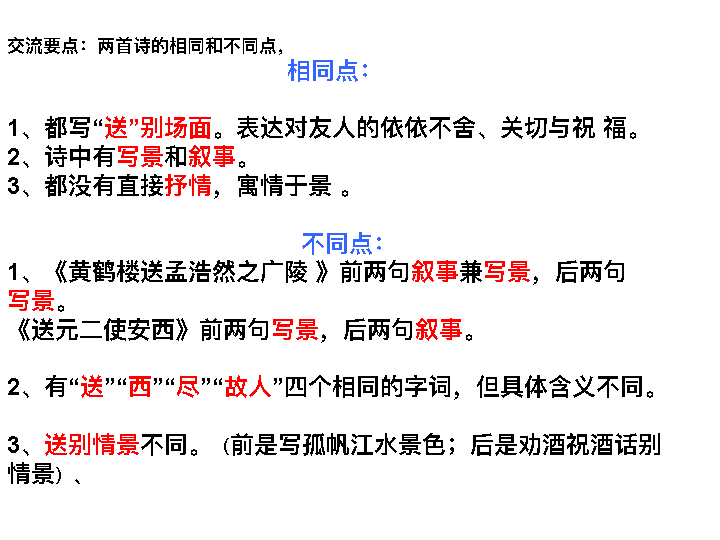 交流要点：两首诗的相同和不同点，
相同点：
1、都写“送”别场面。表达对友人的依依不舍、关切与祝 福。
2、诗中有写景和叙事。
3、都没有直接抒情，寓情于景 。
不同点：
1、《黄鹤楼送孟浩然之广陵 》前两句叙事兼写景，后两句
写景。
《送元二使安西》前两句写景，后两句叙事。
2、有“送”“西”“尽”“故人”四个相同的字词，但具体含义不同。
3、送别情景不同。（前是写孤帆江水景色；后是劝酒祝酒话别
情景）、